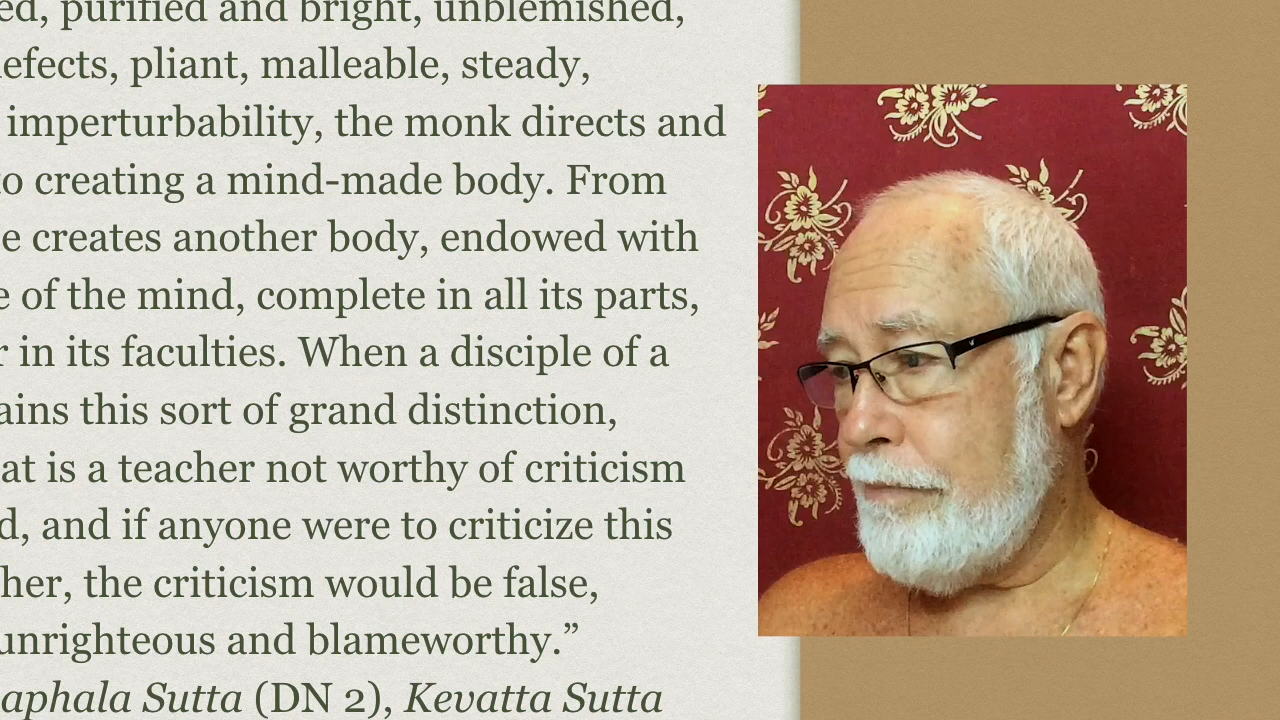 ed, purified and bright, unblemished,
efects, pliant, malleable, steady,
imperturbability, the monk directs and
to creating a mind-made body. From
e creates another body, endowed with
e of the mind, complete in all its parts,
r in its faculties. When a disciple of a
ains this sort of grand distinction,
at is a teacher not worthy of criticism
d, and if anyone were to criticize this
her, the criticism would be false,
unrighteous and blameworthy.”
aphala Sutta (DN 2), Kevatta Sutta